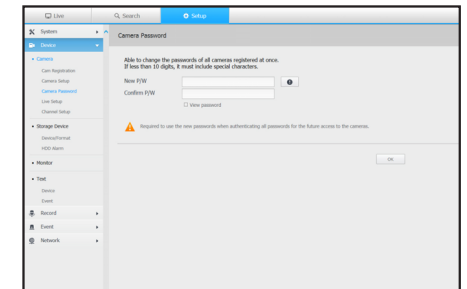 Live
Search
Setup
System
Device
Camera
Cam Registration
Camera Setup
Camera Password
Live Setup
Channel Setup
Storage Device
Device/Format
HDD Alarm
Monitor
Text
Device
Event
Record
Event
Network
Camera Password
Able to change the passwords of all cameras registered at once.
If less than 10 digits, it must include special characters.
New P/W
Confirm P/W
View password
Required to use the new passwords when authenticating all passwords for the future access to the cameras.
OK